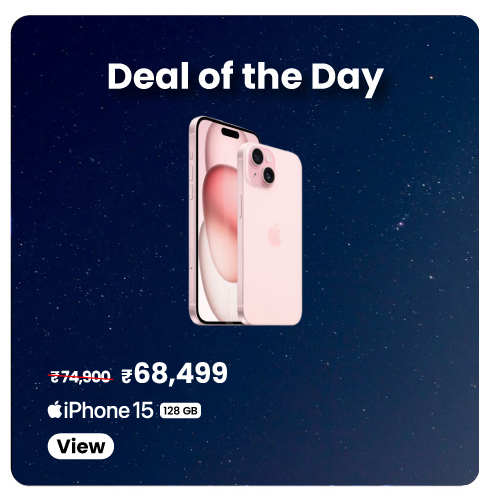 Deal of the Day
₹74,900 ₹68,499
iPhone 15 128 GB
View